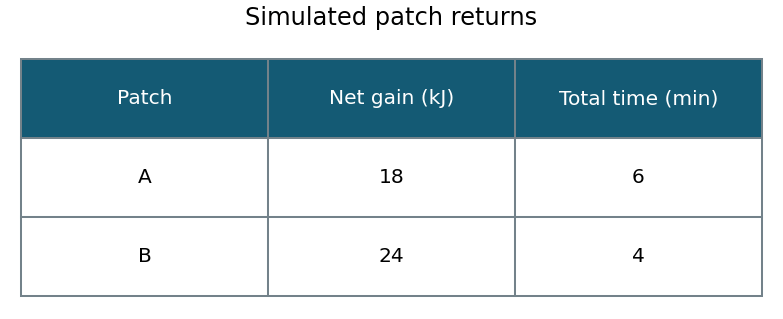 Simulated patch returns
Patch Net gain (kJ) Total time (min)
A 18 6
B 24 4